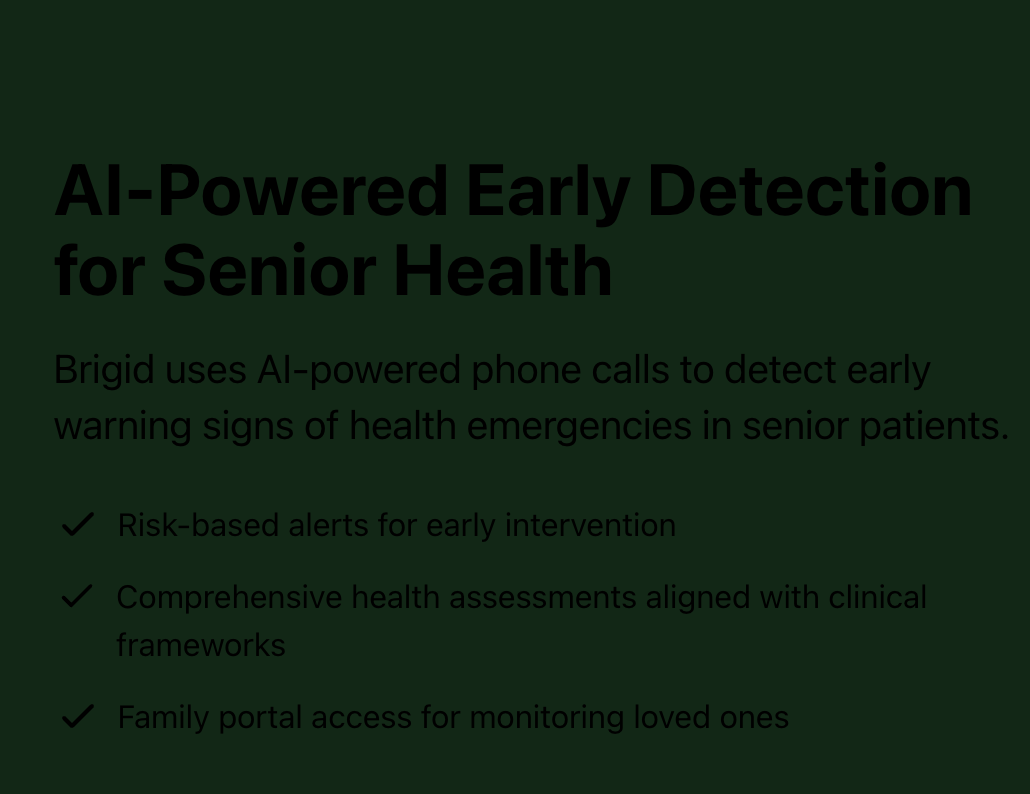 AI-Powered Early Detection
for Senior Health
Brigid uses AI-powered phone calls to detect early
warning signs of health emergencies in senior patients.
Risk-based alerts for early intervention
Comprehensive health assessments aligned with clinical
frameworks
Family portal access for monitoring loved ones